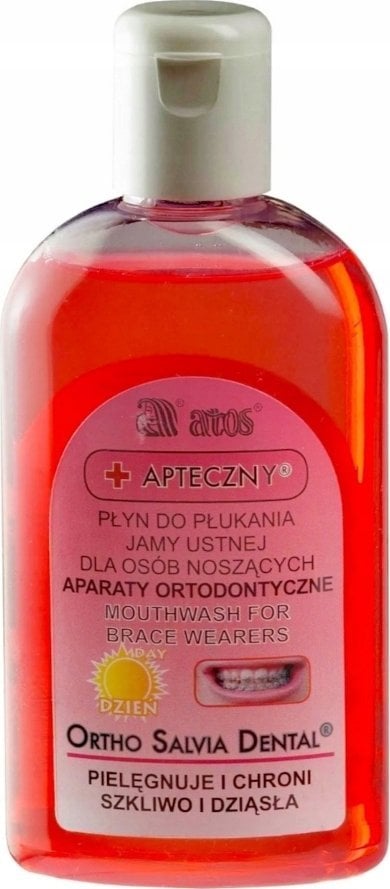 atos®
+ APTECZNY®
PŁYN DO PŁUKANIA
JAMY USTNEJ
DLA OSÓB NOSZĄCYCH
APARATY ORTODONTYCZNE
MOUTHWASH FOR
BRACE WEARERS
DAY
DZIEŃ
ORTHO SALVIA DENTAL®
PIELĘGNUJE I CHRONI
SZKLIWO I DZIĄSŁA